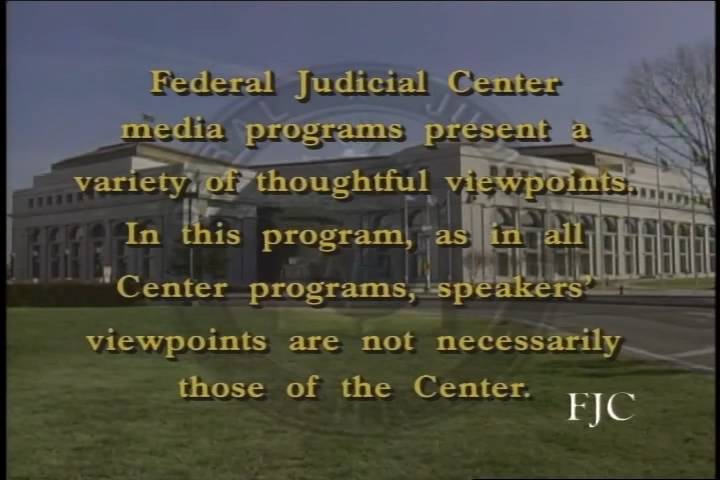 Federal Judicial Center
media programs present a
variety of thoughtful viewpoints.
In this program, as in all
Center programs, speakers'
viewpoints are not necessarily
those of the Center.
FJC